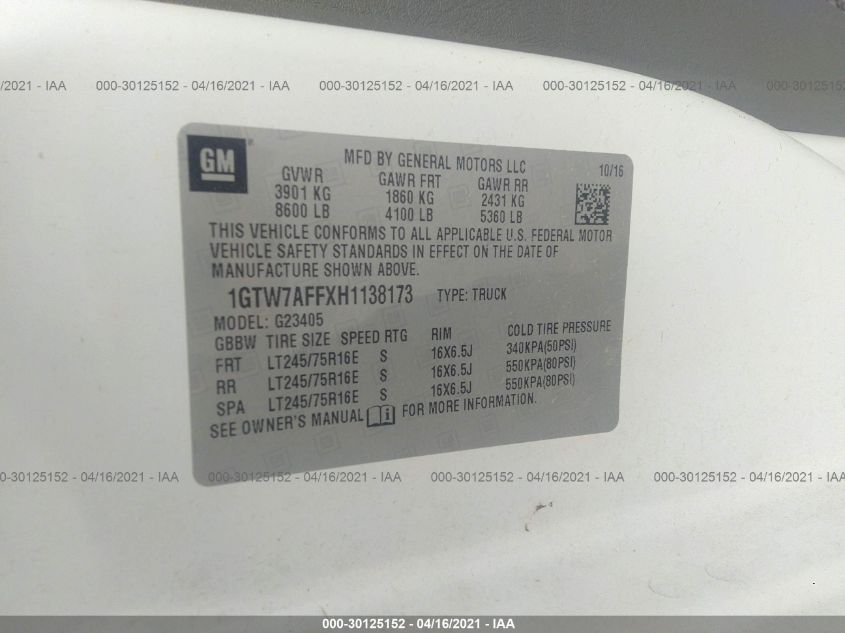 /2021 - IAA 000-30125152 - 04/16/2021 - IAA 000-30125152 - 04/16/2021 - IAA 000-30125152 - 04/
GM
MFD BY GENERAL MOTORS LLC 10/16
GVWR GAWR FRT GAWR RR
3901 KG 1860 KG 2431 KG
8600 LB 4100 LB 5360 LB
THIS VEHICLE CONFORMS TO ALL APPLICABLE U.S. FEDERAL MOTOR
VEHICLE SAFETY STANDARDS IN EFFECT ON THE DATE OF
MANUFACTURE SHOWN ABOVE.
1GTW7AFFXH1138173 TYPE: TRUCK
MODEL: G23405
GBBW TIRE SIZE SPEED RTG RIM COLD TIRE PRESSURE
FRT LT245/75R16E S 16X6.5J 340KPA(50PSI)
RR LT245/75R16E S 16X6.5J 550KPA(80PSI)
SPA LT245/75R16E S 16X6.5J 550KPA(80PSI)
SEE OWNER'S MANUAL i FOR MORE INFORMATION.
000-30125152 - 04/16/2021 - IAA 000-30125152 - 04/16/2021 - IAA 000-30125152 - 04/16/2021 - IAA 000-30125152 - 04/16/2021
000-30125152 - 04/16/2021 - IAA